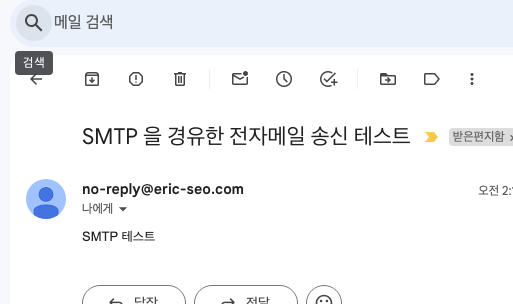 메일 검색
검색
SMTP 을 경유한 전자메일 송신 테스트
받은편지함
no-reply@eric-seo.com
오전 2:
나에게
SMTP 테스트
답장
전달